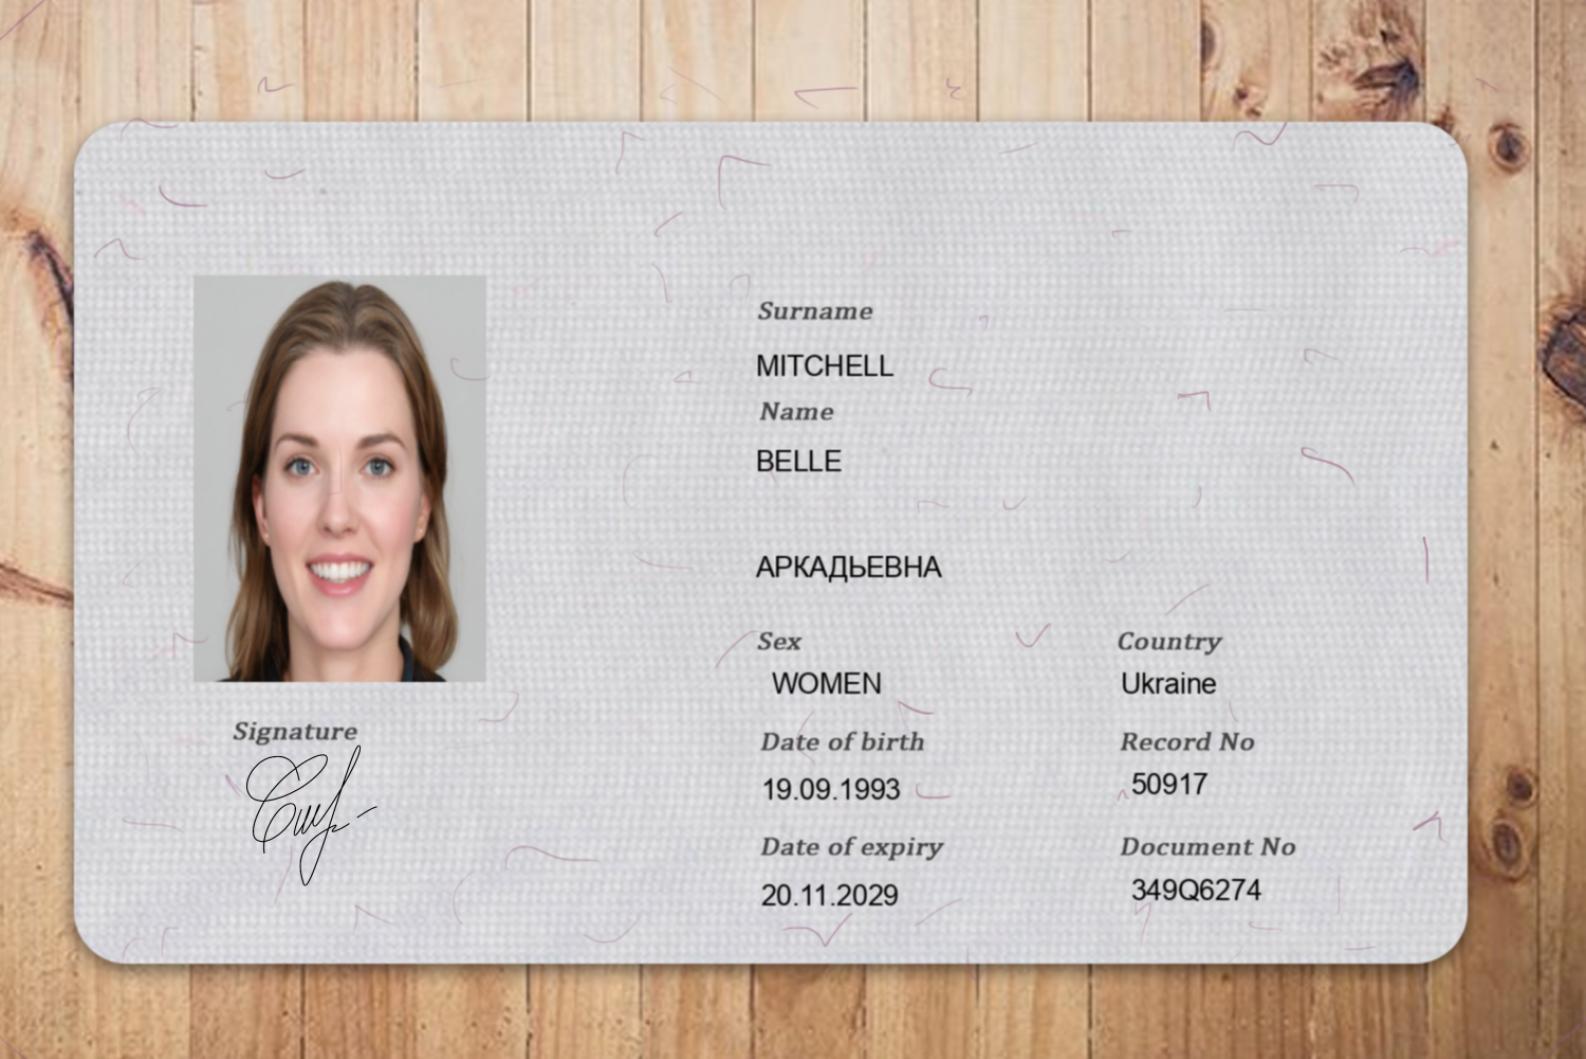 Surname
MITCHELL
Name
BELLE
АРКАДЬЕВНА
Sex
Country
WOMEN
Ukraine
Signature
Date of birth
Record No
19.09.1993
50917
Date of expiry
Document No
20.11.2029
349Q6274